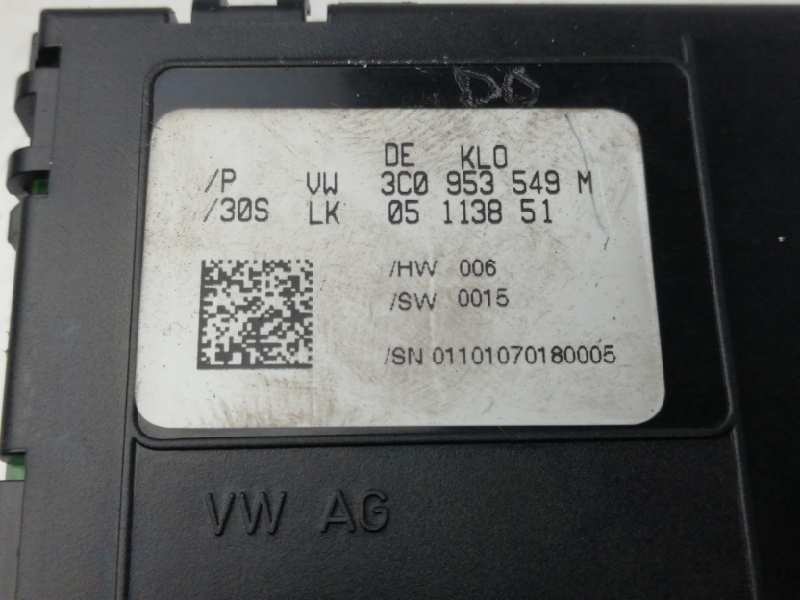 DO
DE KLO
/P VW 3C0 953 549 M
/30S LK 05 1138 51
/HW 006
/SW 0015
/SN 01101070180005
VW AG